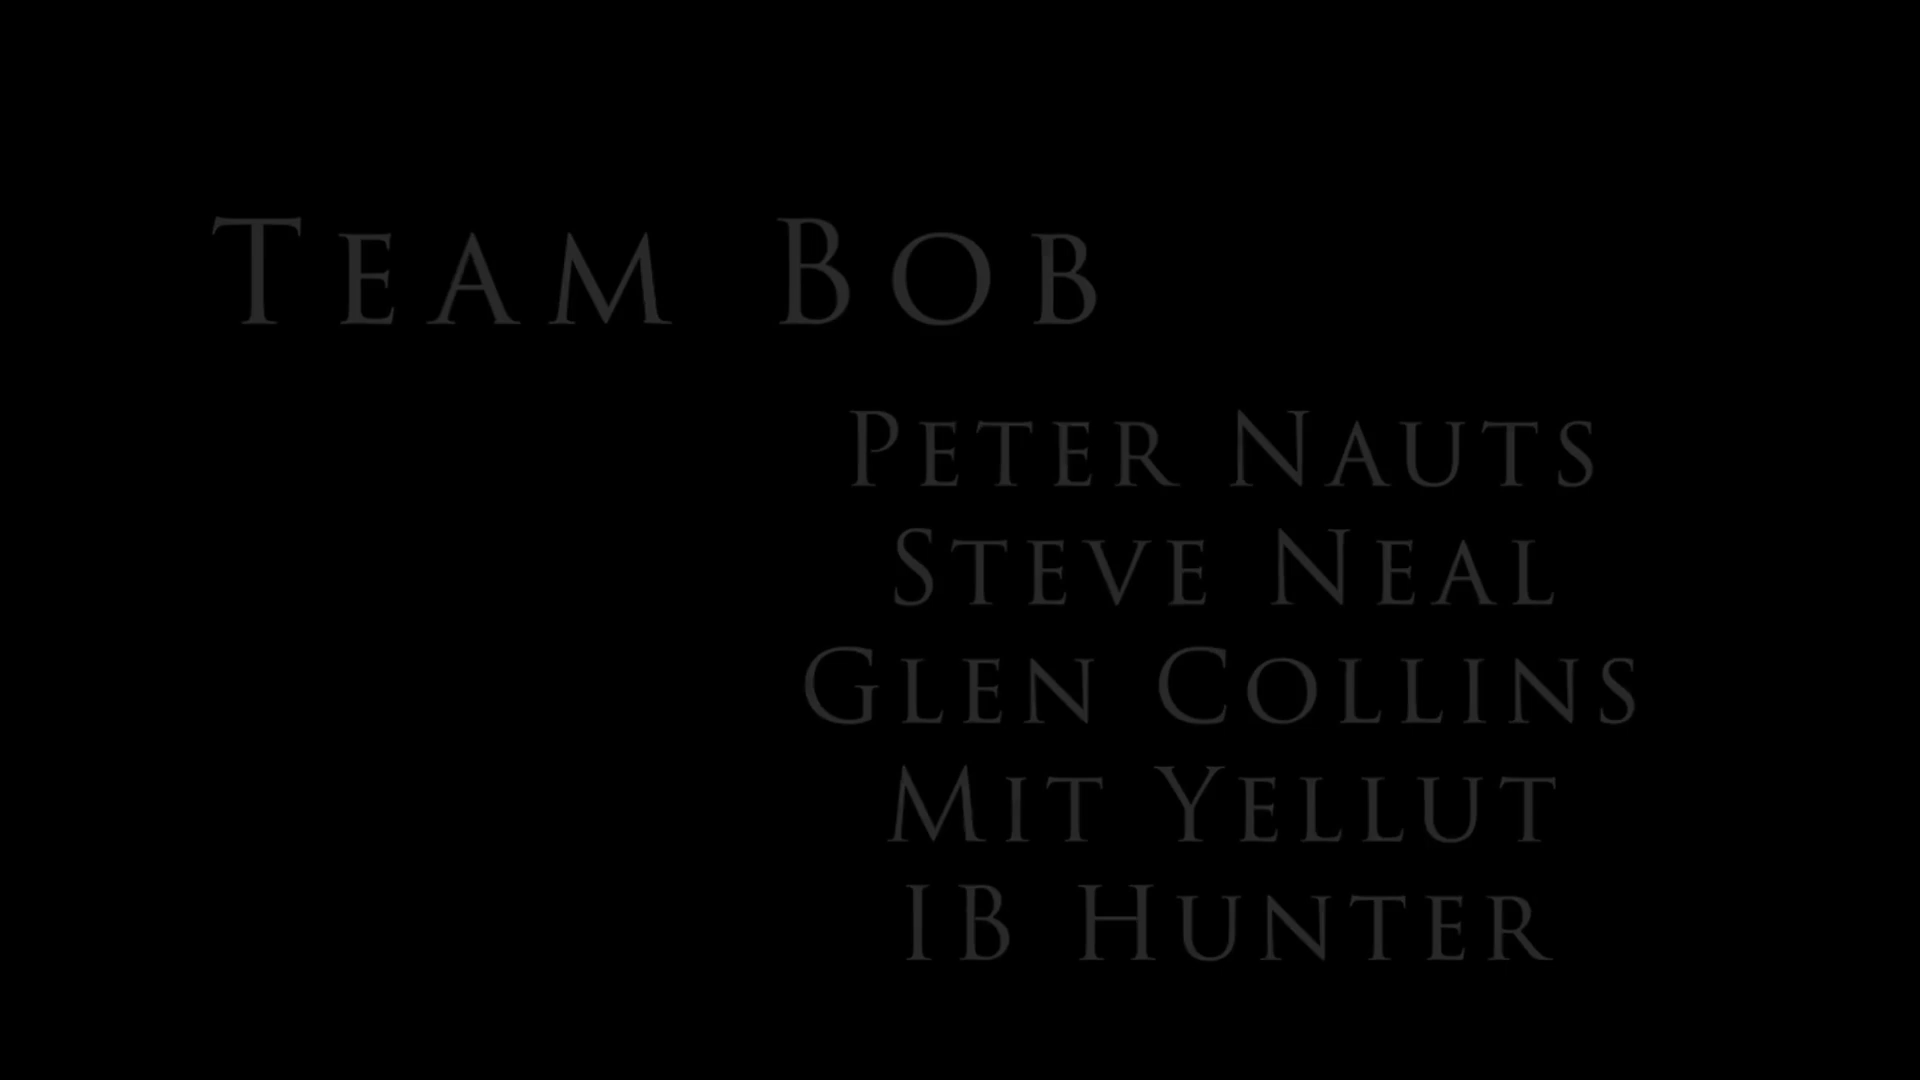 Team Bob
Peter Nauts
Steve Neal
Glen Collins
Mit Yellut
IB Hunter